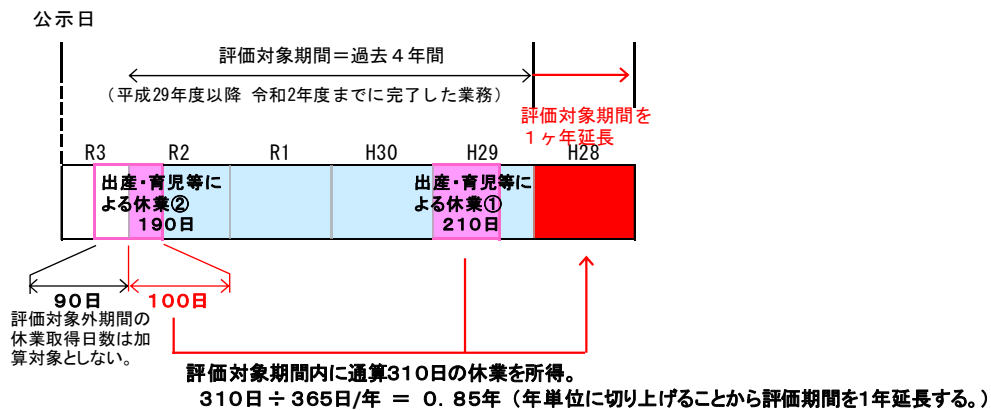 公示日
評価対象期間＝過去４年間
（平成29年度以降 令和2年度までに完了した業務）
評価対象期間を
１ヶ年延長
R3 R2 R1 H30 H29 H28
出産・育児等に
よる休業②
190日
出産・育児等に
よる休業①
210日
90日
100日
評価対象外期間の
休業取得日数は加
算対象としない。
評価対象期間内に通算310日の休業を所得。
310日÷365日/年 ＝ 0．85年（年単位に切り上げることから評価期間を1年延長する。）